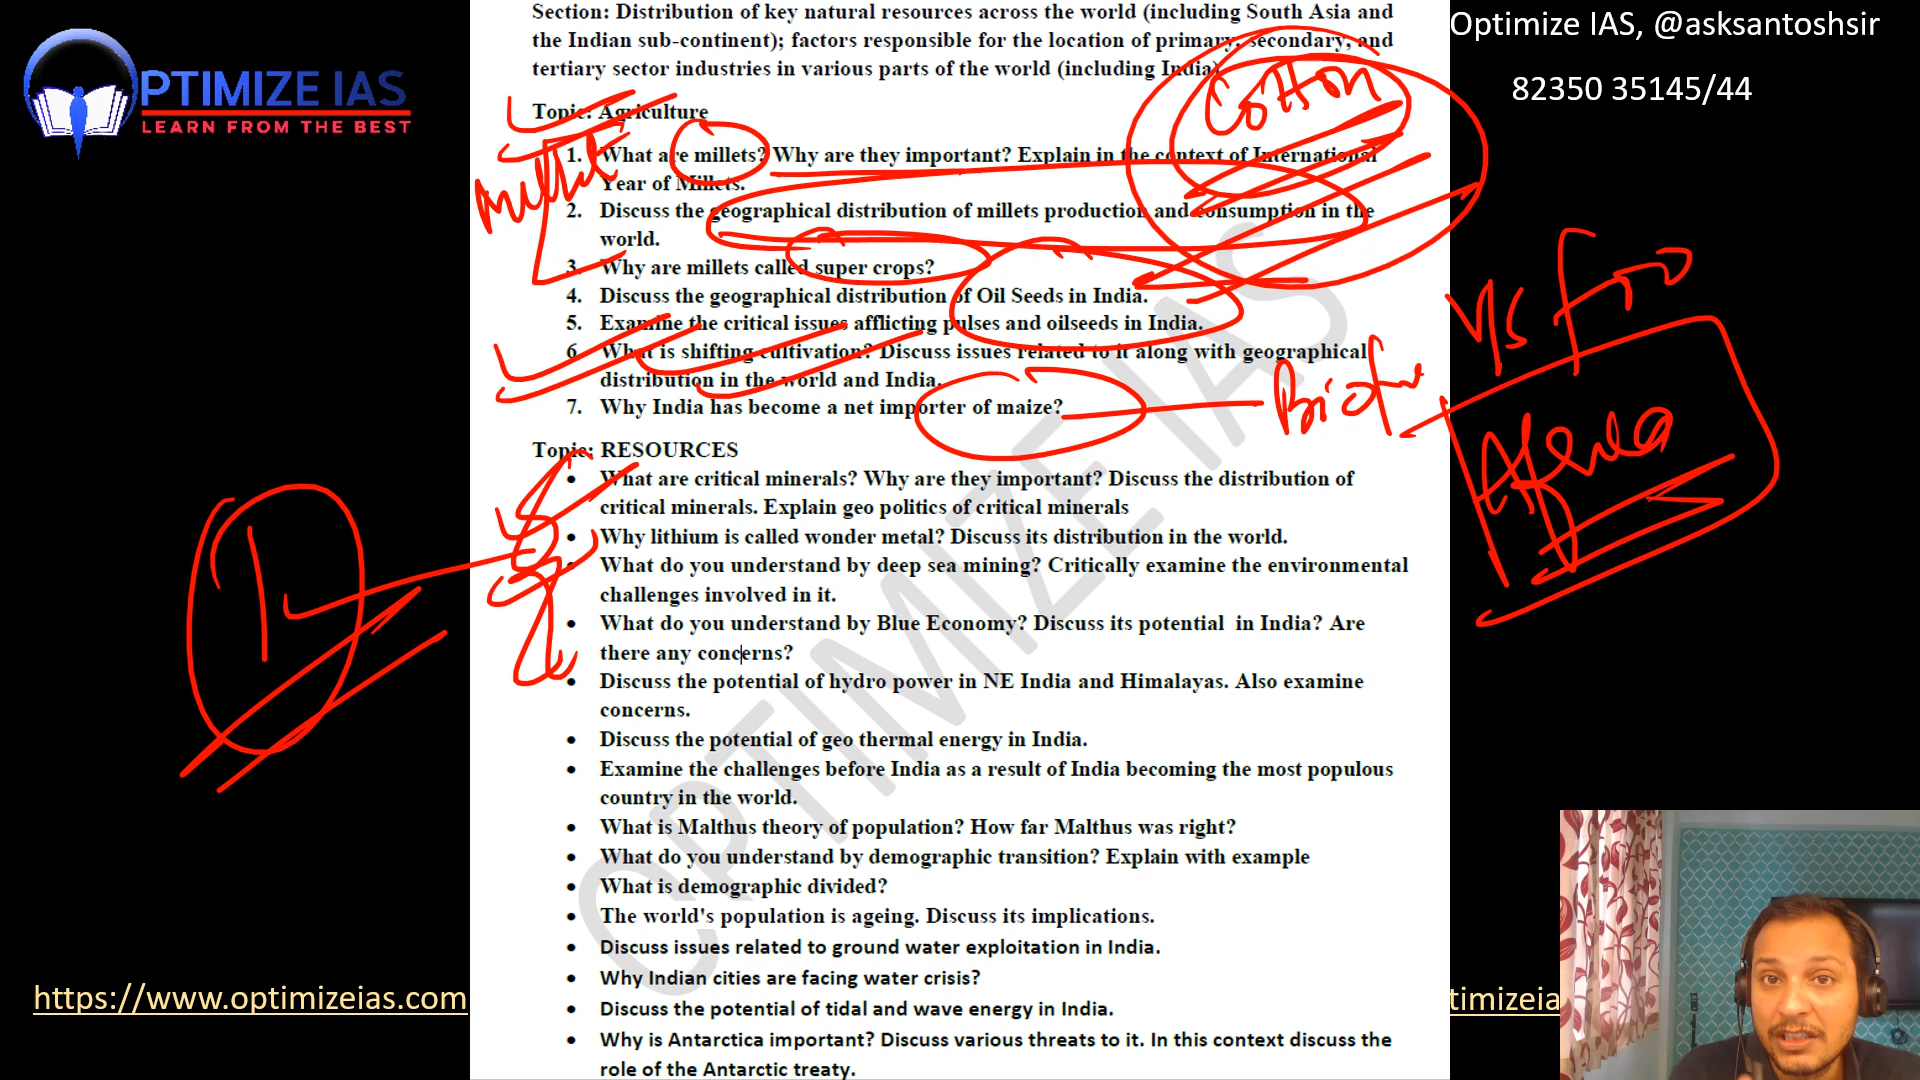 Section: Distribution of key natural resources across the world (including South Asia and
the Indian sub-continent); factors responsible for the location of primary, secondary, and
tertiary sector industries in various parts of the world (including India)
Optimize IAS, @asksantoshsir
82350 35145/44
OPTIMIZE IAS
LEARN FROM THE BEST
Cotton
Topic: Agriculture
Millet
1. What are millets? Why are they important? Explain in the context of International
Year of Millets.
2. Discuss the geographical distribution of millets production and consumption in the
world.
3. Why are millets called super crops?
4. Discuss the geographical distribution of Oil Seeds in India.
5. Examine the critical issues afflicting pulses and oilseeds in India.
6. What is shifting cultivation? Discuss issues related to it along with geographical
distribution in the world and India.
7. Why India has become a net importer of maize?
V/s Foo
Africa
Topic: RESOURCES
• What are critical minerals? Why are they important? Discuss the distribution of
critical minerals. Explain geo politics of critical minerals
• Why lithium is called wonder metal? Discuss its distribution in the world.
• What do you understand by deep sea mining? Critically examine the environmental
challenges involved in it.
• What do you understand by Blue Economy? Discuss its potential in India? Are
there any concerns?
• Discuss the potential of hydro power in NE India and Himalayas. Also examine
concerns.
• Discuss the potential of geo thermal energy in India.
• Examine the challenges before India as a result of India becoming the most populous
country in the world.
• What is Malthus theory of population? How far Malthus was right?
• What do you understand by demographic transition? Explain with example
• What is demographic divided?
• The world's population is ageing. Discuss its implications.
• Discuss issues related to ground water exploitation in India.
• Why Indian cities are facing water crisis?
• Discuss the potential of tidal and wave energy in India.
• Why is Antarctica important? Discuss various threats to it. In this context discuss the
role of the Antarctic treaty.
OPTIMIZE IAS
https://www.optimizeias.com
timizeia